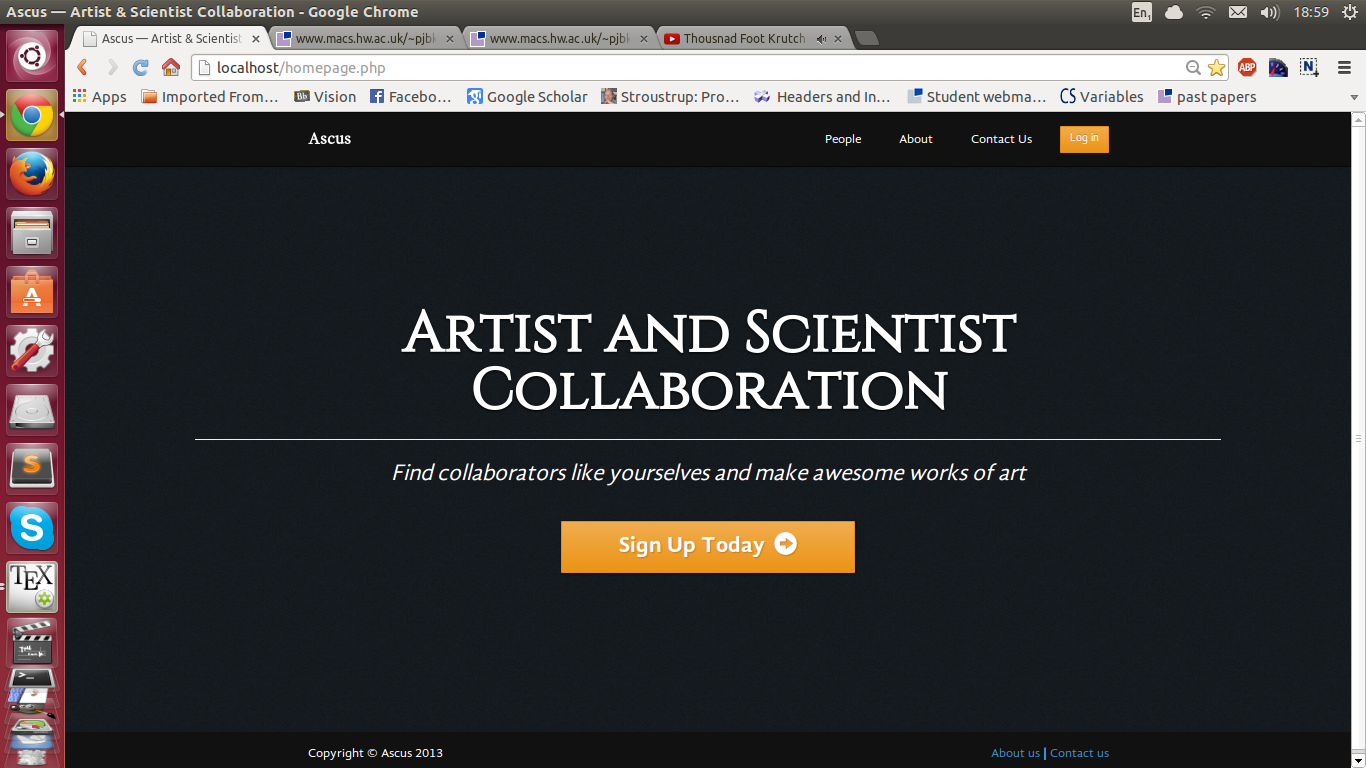 Ascus — Artist & Scientist Collaboration - Google Chrome
En1
18:59
Ascus — Artist & Scientist
www.macs.hw.ac.uk/~pjbk
www.macs.hw.ac.uk/~pjbk
Thousnad Foot Krutch
localhost/homepage.php
ABP
N
Apps
Imported From...
Bb Vision
Facebo...
Google Scholar
Stroustrup: Pro...
Headers and In...
Student webma...
CS Variables
past papers
Ascus
People
About
Contact Us
Log in
Artist and Scientist
Collaboration
Find collaborators like yourselves and make awesome works of art
Sign Up Today
Copyright © Ascus 2013
About us | Contact us
S
S
TEX